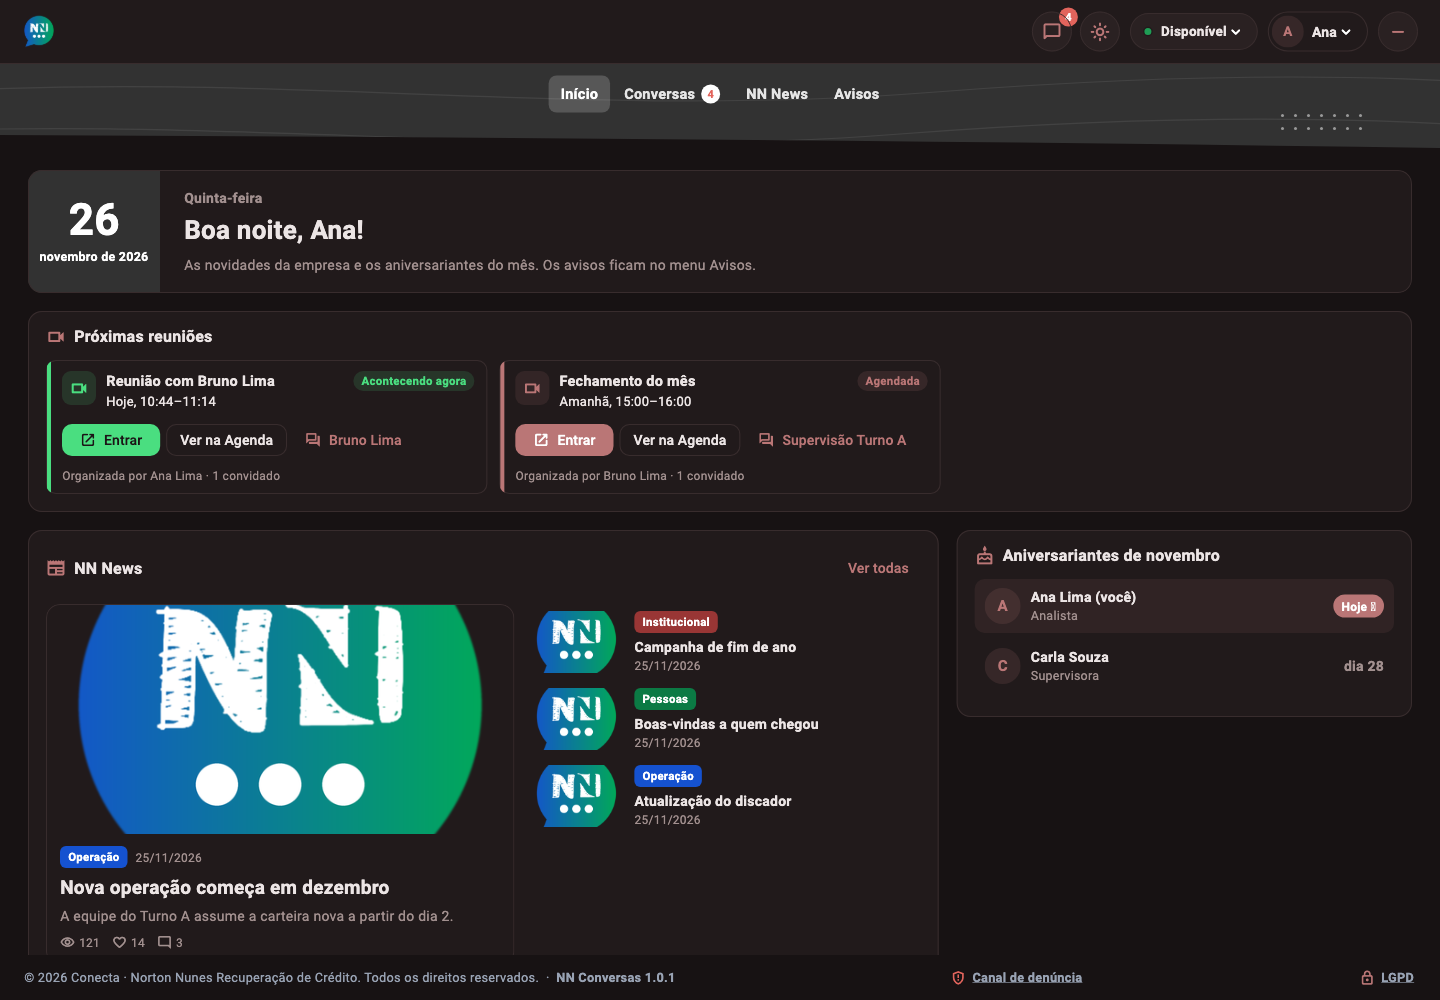 NN
4
Disponível
A
Ana
Início
Conversas 4
NN News
Avisos
26
novembro de 2026
Quinta-feira
Boa noite, Ana!
As novidades da empresa e os aniversariantes do mês. Os avisos ficam no menu Avisos.
Próximas reuniões
Reunião com Bruno Lima
Acontecendo agora
Hoje, 10:44–11:14
Entrar
Ver na Agenda
Bruno Lima
Organizada por Ana Lima · 1 convidado
Fechamento do mês
Agendada
Amanhã, 15:00–16:00
Entrar
Ver na Agenda
Supervisão Turno A
Organizada por Bruno Lima · 1 convidado
NN News
Ver todas
NN
Operação 25/11/2026
Nova operação começa em dezembro
A equipe do Turno A assume a carteira nova a partir do dia 2.
121 14 3
NN
Institucional
Campanha de fim de ano
25/11/2026
NN
Pessoas
Boas-vindas a quem chegou
25/11/2026
NN
Operação
Atualização do discador
25/11/2026
Aniversariantes de novembro
A
Ana Lima (você)
Analista
Hoje
C
Carla Souza
Supervisora
dia 28
© 2026 Conecta · Norton Nunes Recuperação de Crédito. Todos os direitos reservados. · NN Conversas 1.0.1
Canal de denúncia
LGPD